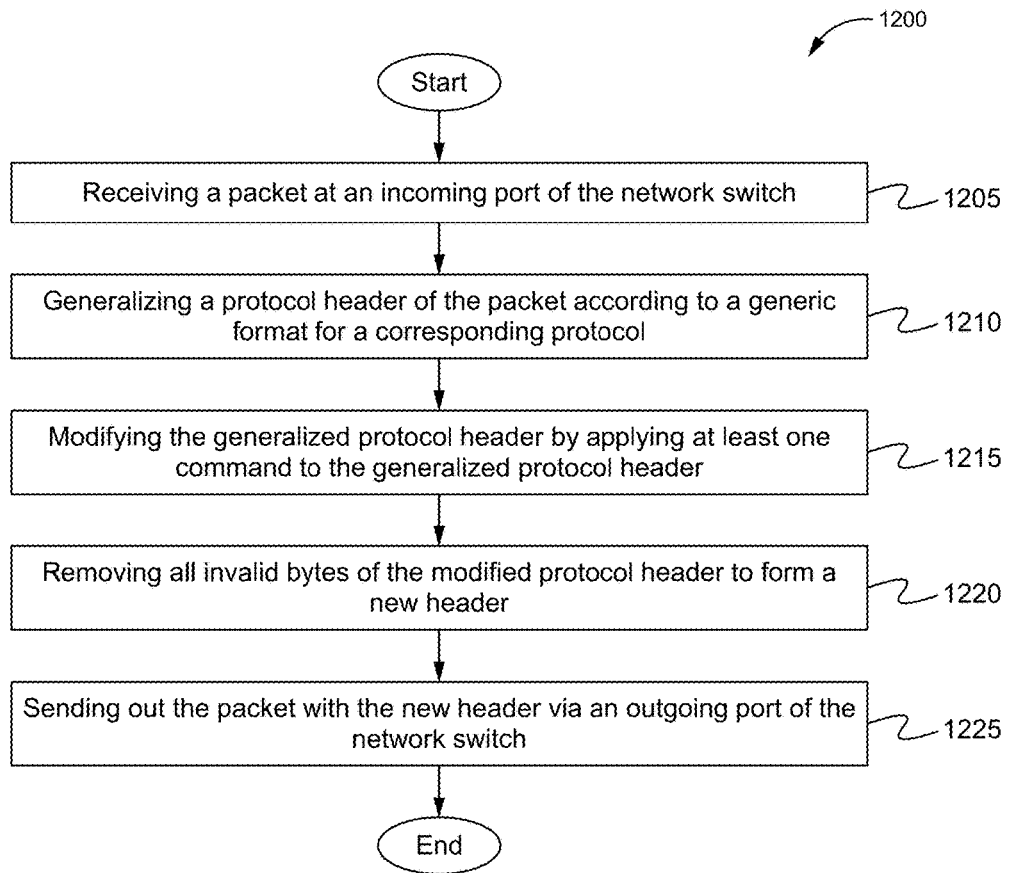 1200
Start
Receiving a packet at an incoming port of the network switch
1205
Generalizing a protocol header of the packet according to a generic
format for a corresponding protocol
1210
Modifying the generalized protocol header by applying at least one
command to the generalized protocol header
1215
Removing all invalid bytes of the modified protocol header to form a
new header
1220
Sending out the packet with the new header via an outgoing port of the
network switch
1225
End